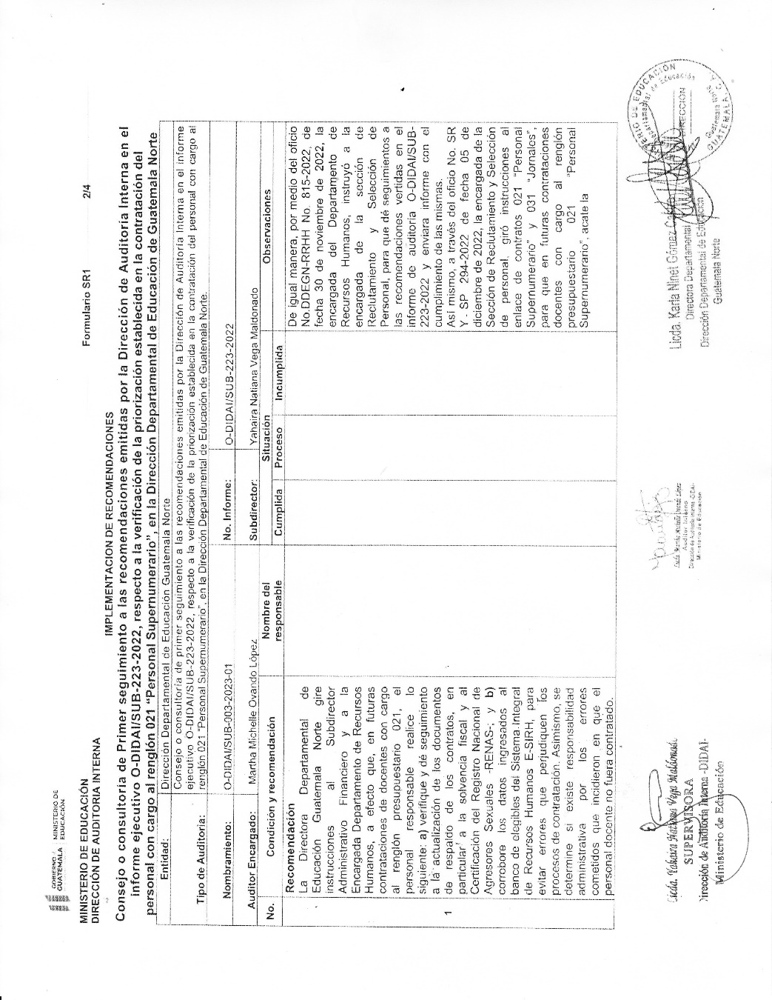 GOBIERNO DE
GUATEMALA
MINISTERIO DE
EDUCACIÓN
MINISTERIO DE EDUCACIÓN
DIRECCIÓN DE AUDITORIA INTERNA
Formulario SR1
2/4
IMPLEMENTACION DE RECOMENDACIONES
Consejo o consultoría de Primer seguimiento a las recomendaciones emitidas por la Dirección de Auditoría Interna en el
informe ejecutivo O-DIDAI/SUB-223-2022, respecto a la verificación de la priorización establecida en la contratación del
personal con cargo al renglón 021 “Personal Supernumerario”, en la Dirección Departamental de Educación de Guatemala Norte
Entidad: Dirección Departamental de Educación Guatemala Norte
Tipo de Auditoria:
Consejo o consultoría de primer seguimiento a las recomendaciones emitidas por la Dirección de Auditoría Interna en el informe
ejecutivo O-DIDAI/SUB-223-2022, respecto a la verificación de la priorización establecida en la contratación del personal con cargo al
renglón 021 "Personal Supernumerario", en la Dirección Departamental de Educación de Guatemala Norte.
Nombramiento: O-DIDAI/SUB-003-2023-01 No. Informe: O-DIDAI/SUB-223-2022
Auditor Encargado: Martha Michelle Ovando López Subdirector: Yahaira Natiana Vega Maldonado
No.
Condición y recomendación
Nombre del
responsable
Situación
Cumplida
Proceso
Incumplida
Observaciones
1
Recomendación
La Directora Departamental de
Educación Guatemala Norte gire
instrucciones al Subdirector
Administrativo Financiero y a la
Encargada Departamento de Recursos
Humanos, a efecto que, en futuras
contrataciones de docentes con cargo
al renglón presupuestario 021, el
personal responsable realice lo
siguiente: a) verifique y dé seguimiento
a la actualización de los documentos
de respaldo de los contratos, en
particular a la solvencia fiscal y al
Certificación del Registro Nacional de
Agresores Sexuales -RENAS-; y b)
corrobore los datos ingresados al
banco de elegibles del Sistema Integral
de Recursos Humanos E-SIRH, para
evitar errores que perjudiquen los
procesos de contratación. Asimismo, se
determine si existe responsabilidad
administrativa por los errores
cometidos que incidieron en que el
personal docente no fuera contratado.
De igual manera, por medio del oficio
No.DDEGN-RRHH No. 815-2022, de
fecha 30 de noviembre de 2022, la
encargada del Departamento de
Recursos Humanos, instruyó a la
encargada de la sección de
Reclutamiento y Selección de
Personal, para que dé seguimientos a
las recomendaciones vertidas en el
informe de auditoría O-DIDAI/SUB-
223-2022 y enviara informe con el
cumplimiento de las mismas.
Así mismo, a través del oficio No. SR
Y - SP 294-2022 de fecha 05 de
diciembre de 2022, la encargada de la
Sección de Reclutamiento y Selección
de personal, giró instrucciones al
enlace de contratos 021 "Personal
Supernumerario" y 031 "Jornales",
para que en futuras contrataciones
docentes con cargo al renglón
presupuestario 021 "Personal
Supernumerario", acate la
Licda. Yahaira Natiana Vega Maldonado
SUPERVISORA
Dirección de Auditoría Interna -DIDAI-
Ministerio de Educación
Auditor Interno
Dirección de Auditoría Interna -DIDAI-
Ministerio de Educación
Licda. Karla Ninet Gómez
Directora Departamental
Dirección Departamental de Educación
Guatemala Norte
DIRECCIÓN
Guatemala Norte
GUATEMALA, C. A.